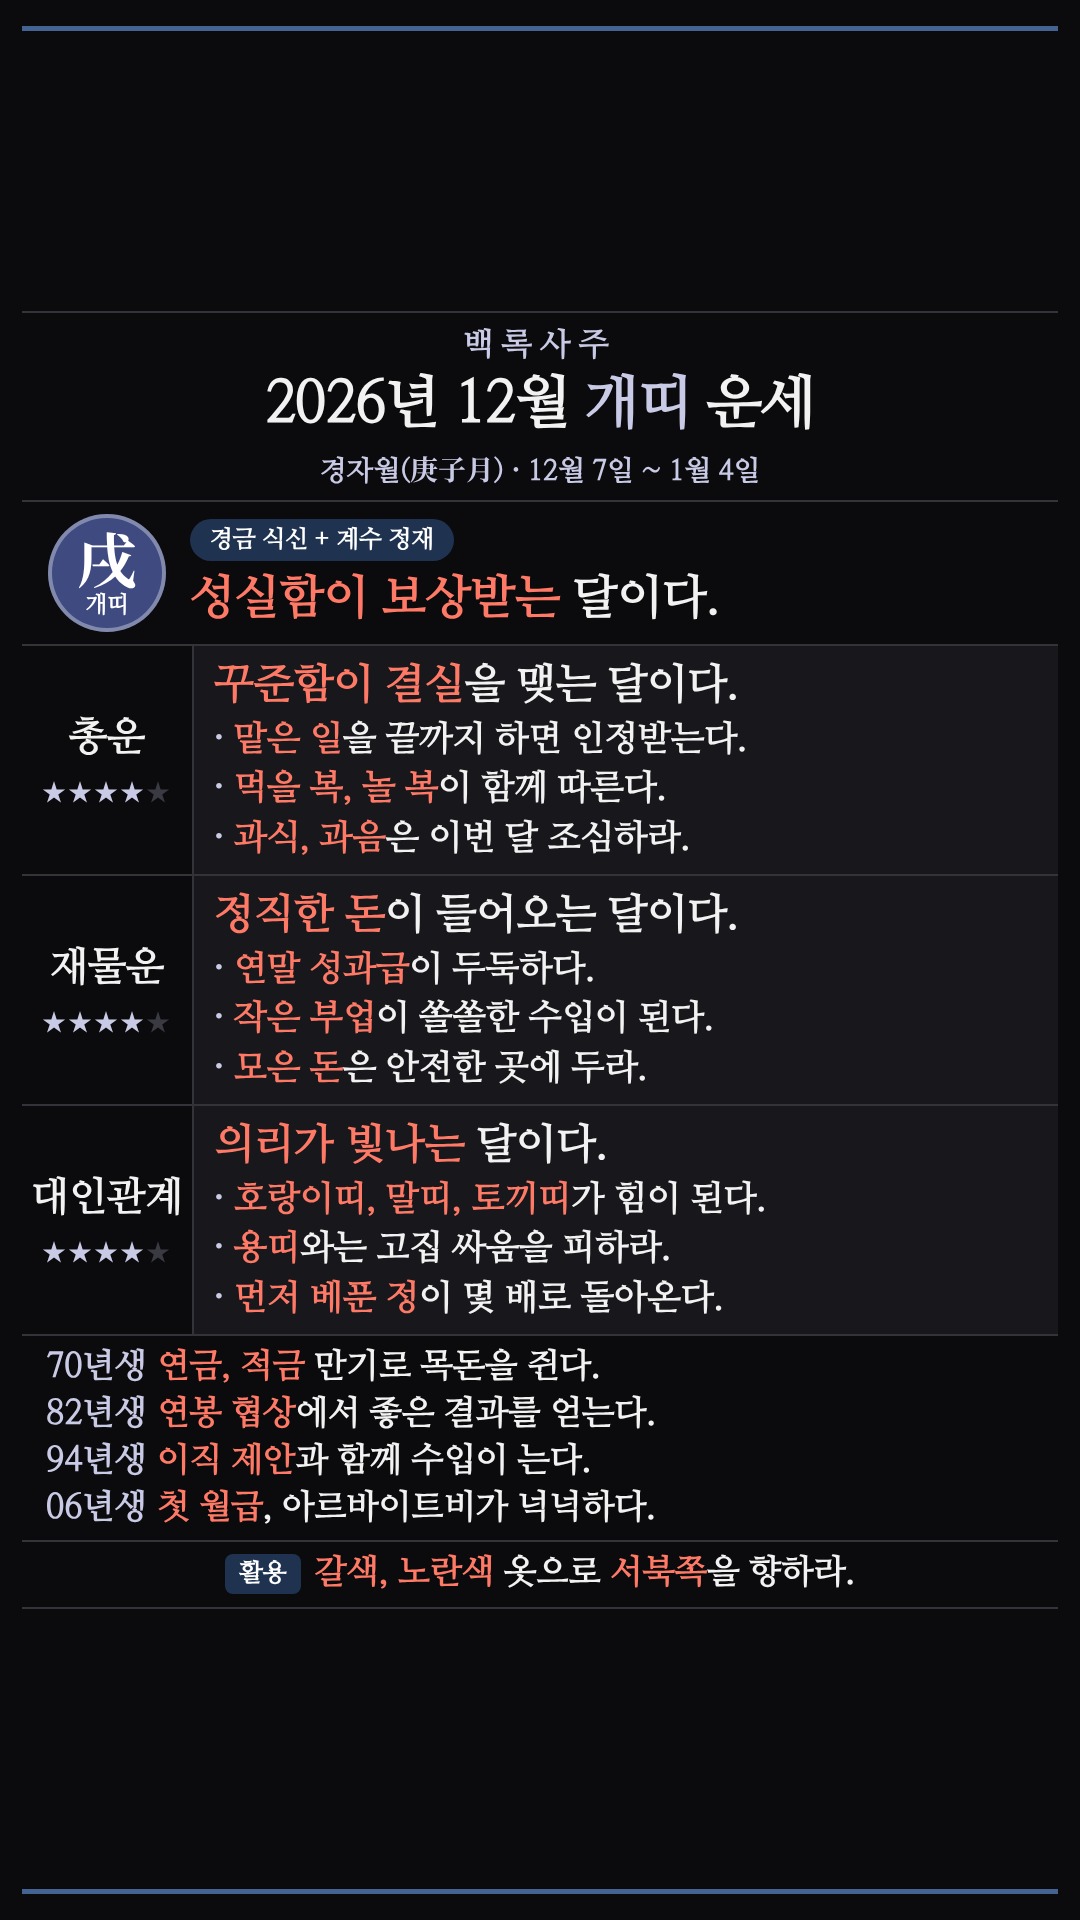 백록사주
2026년 12월 개띠 운세
경자월(庚子月) · 12월 7일 ~ 1월 4일
戌
개띠
경금 식신 + 계수 정재
성실함이 보상받는 달이다.
총운
★★★★★
꾸준함이 결실을 맺는 달이다.
· 맡은 일을 끝까지 하면 인정받는다.
· 먹을 복, 놀 복이 함께 따른다.
· 과식, 과음은 이번 달 조심하라.
재물운
★★★★★
정직한 돈이 들어오는 달이다.
· 연말 성과급이 두둑하다.
· 작은 부업이 쏠쏠한 수입이 된다.
· 모은 돈은 안전한 곳에 두라.
대인관계
★★★★★
의리가 빛나는 달이다.
· 호랑이띠, 말띠, 토끼띠가 힘이 된다.
· 용띠와는 고집 싸움을 피하라.
· 먼저 베푼 정이 몇 배로 돌아온다.
70년생 연금, 적금 만기로 목돈을 쥔다.
82년생 연봉 협상에서 좋은 결과를 얻는다.
94년생 이직 제안과 함께 수입이 는다.
06년생 첫 월급, 아르바이트비가 넉넉하다.
활용 갈색, 노란색 옷으로 서북쪽을 향하라.